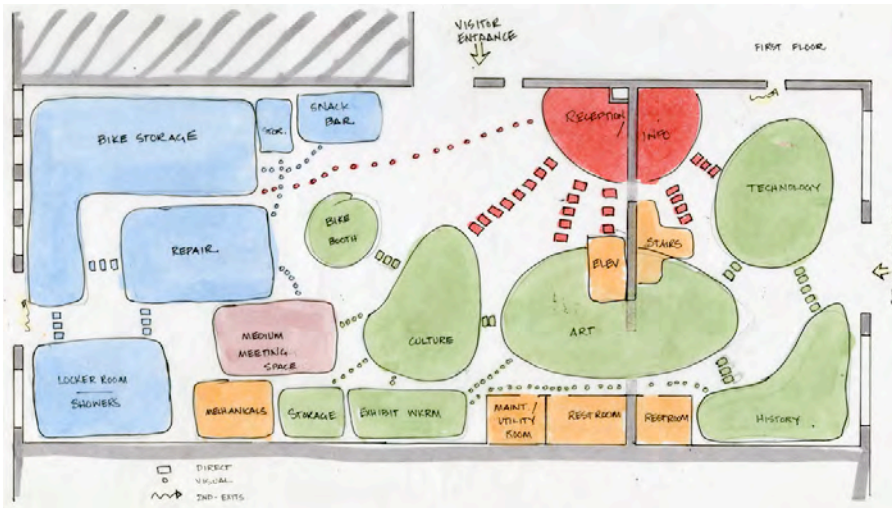 VISITOR
ENTRANCE
FIRST FLOOR
BIKE STORAGE
STOR.
SNACK
BAR
RECEPTION/
INFO
TECHNOLOGY
REPAIR
BIKE
BOOTH
STAIRS
ELEV
ART
CULTURE
MEDIUM
MEETING
SPACE
LOCKER ROOM
SHOWERS
MECHANICALS
STORAGE
EXHIBIT WKRM
MAINT./
UTILITY
ROOM
RESTROOM
RESTROOM
HISTORY
DIRECT
VISUAL
IND-EXITS